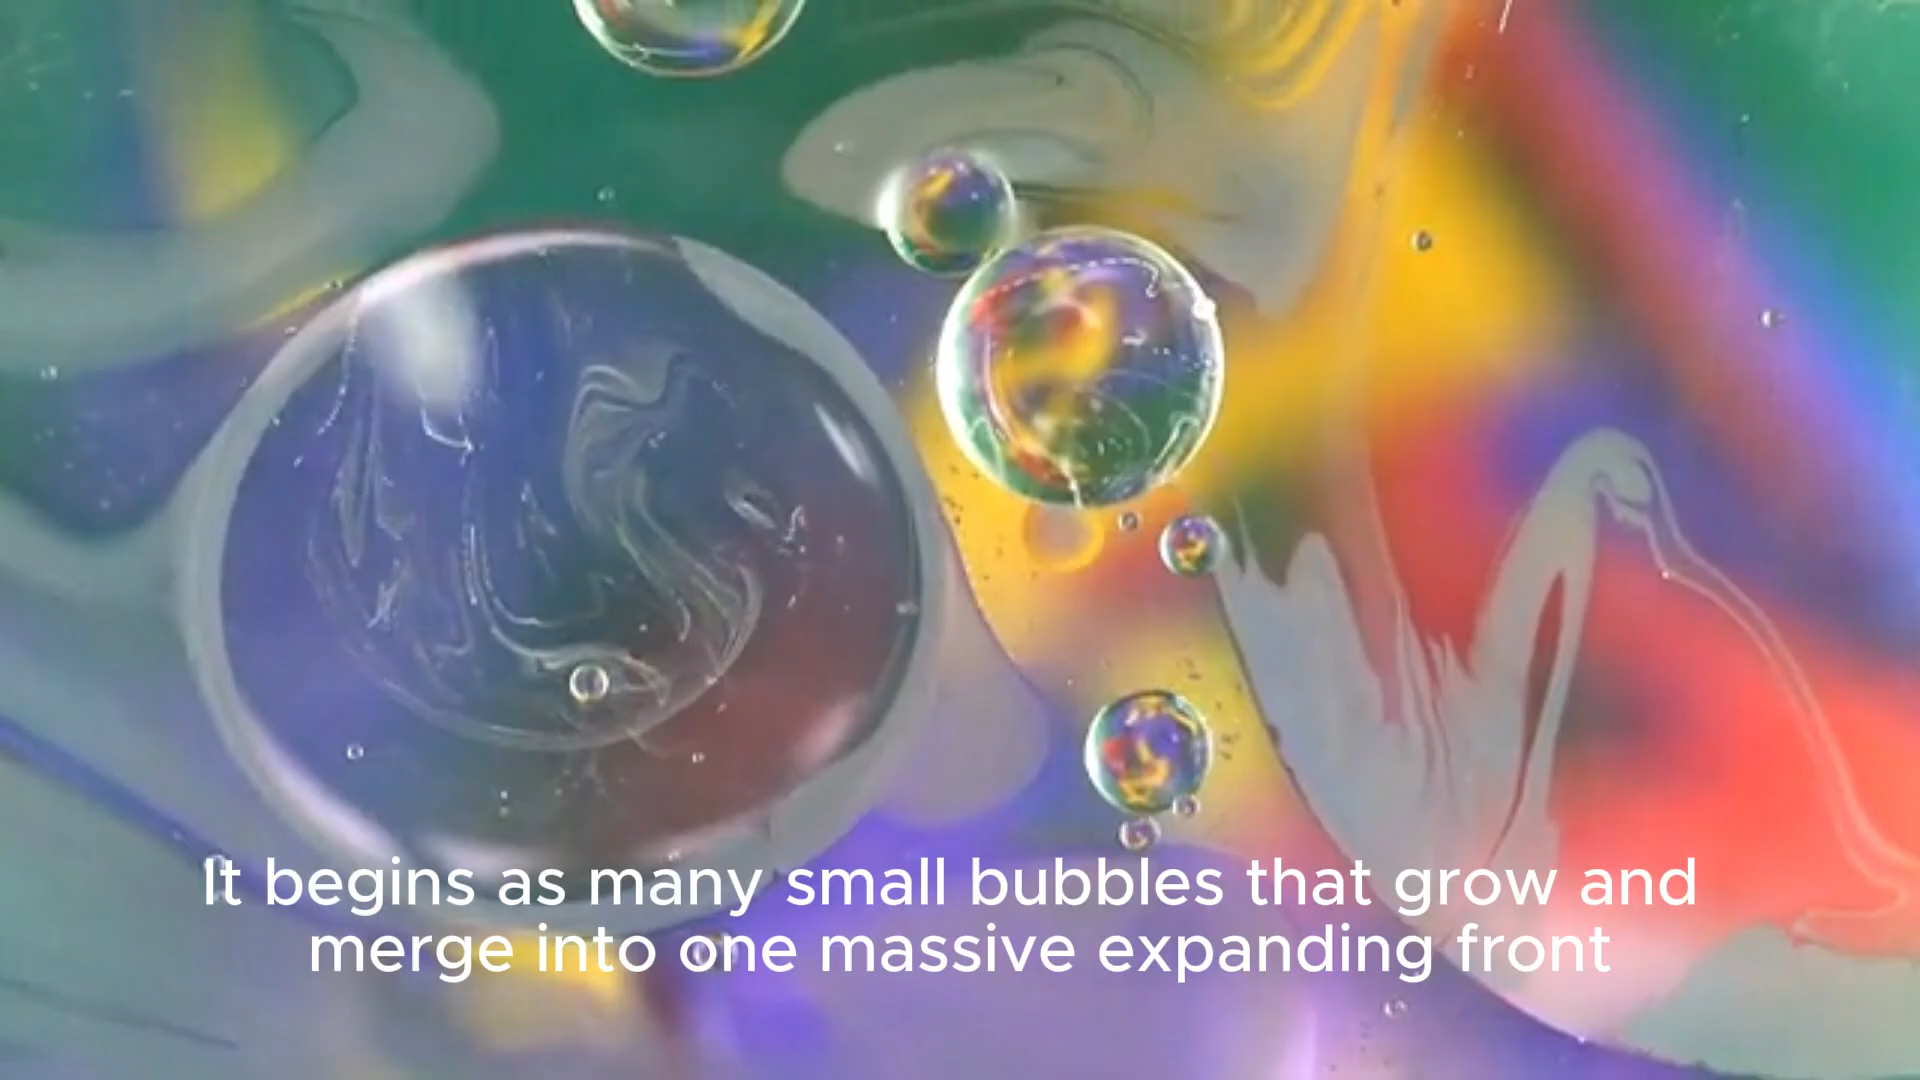 It begins as many small bubbles that grow and
merge into one massive expanding front